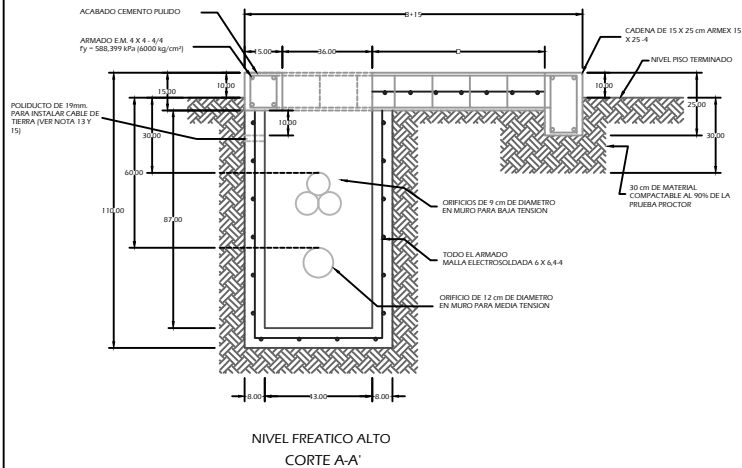 ACABADO CEMENTO PULIDO
B+15
CADENA DE 15 X 25 cm ARMEX 15
X 25 -4
ARMADO E.M. 4 X 4 - 4/4
f'y = 588,399 kPa (6000 kg/cm²)
15.00
36.00
D
NIVEL PISO TERMINADO
10.00
15.00
10.00
25.00
30.00
POLIDUCTO DE 19mm.
PARA INSTALAR CABLE DE
TIERRA (VER NOTA 13 Y
15)
10.00
30.00
60.00
110.00
87.00
30 cm DE MATERIAL
COMPACTABLE AL 90% DE LA
PRUEBA PROCTOR
ORIFICIOS DE 9 cm DE DIAMETRO
EN MURO PARA BAJA TENSION
TODO EL ARMADO
MALLA ELECTROSOLDADA 6 X 6,4-4
ORIFICIO DE 12 cm DE DIAMETRO
EN MURO PARA MEDIA TENSION
8.00
43.00
8.00
NIVEL FREATICO ALTO
CORTE A-A'